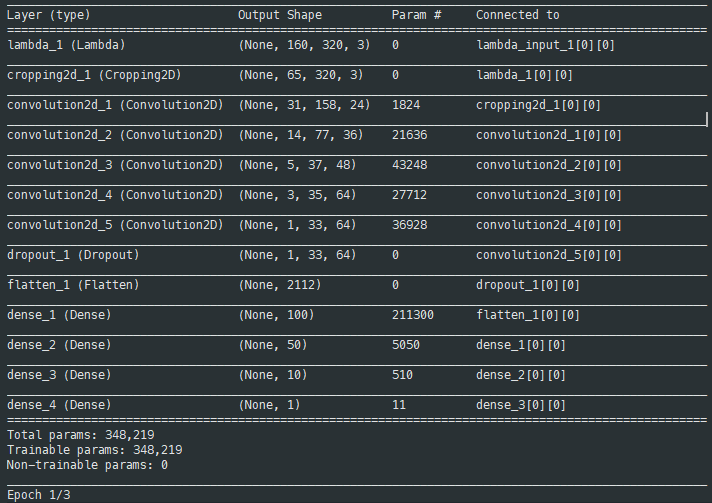 Layer (type) Output Shape Param # Connected to
lambda_1 (Lambda) (None, 160, 320, 3) 0 lambda_input_1[0][0]
cropping2d_1 (Cropping2D) (None, 65, 320, 3) 0 lambda_1[0][0]
convolution2d_1 (Convolution2D) (None, 31, 158, 24) 1824 cropping2d_1[0][0]
convolution2d_2 (Convolution2D) (None, 14, 77, 36) 21636 convolution2d_1[0][0]
convolution2d_3 (Convolution2D) (None, 5, 37, 48) 43248 convolution2d_2[0][0]
convolution2d_4 (Convolution2D) (None, 3, 35, 64) 27712 convolution2d_3[0][0]
convolution2d_5 (Convolution2D) (None, 1, 33, 64) 36928 convolution2d_4[0][0]
dropout_1 (Dropout) (None, 1, 33, 64) 0 convolution2d_5[0][0]
flatten_1 (Flatten) (None, 2112) 0 dropout_1[0][0]
dense_1 (Dense) (None, 100) 211300 flatten_1[0][0]
dense_2 (Dense) (None, 50) 5050 dense_1[0][0]
dense_3 (Dense) (None, 10) 510 dense_2[0][0]
dense_4 (Dense) (None, 1) 11 dense_3[0][0]
Total params: 348,219
Trainable params: 348,219
Non-trainable params: 0
Epoch 1/3